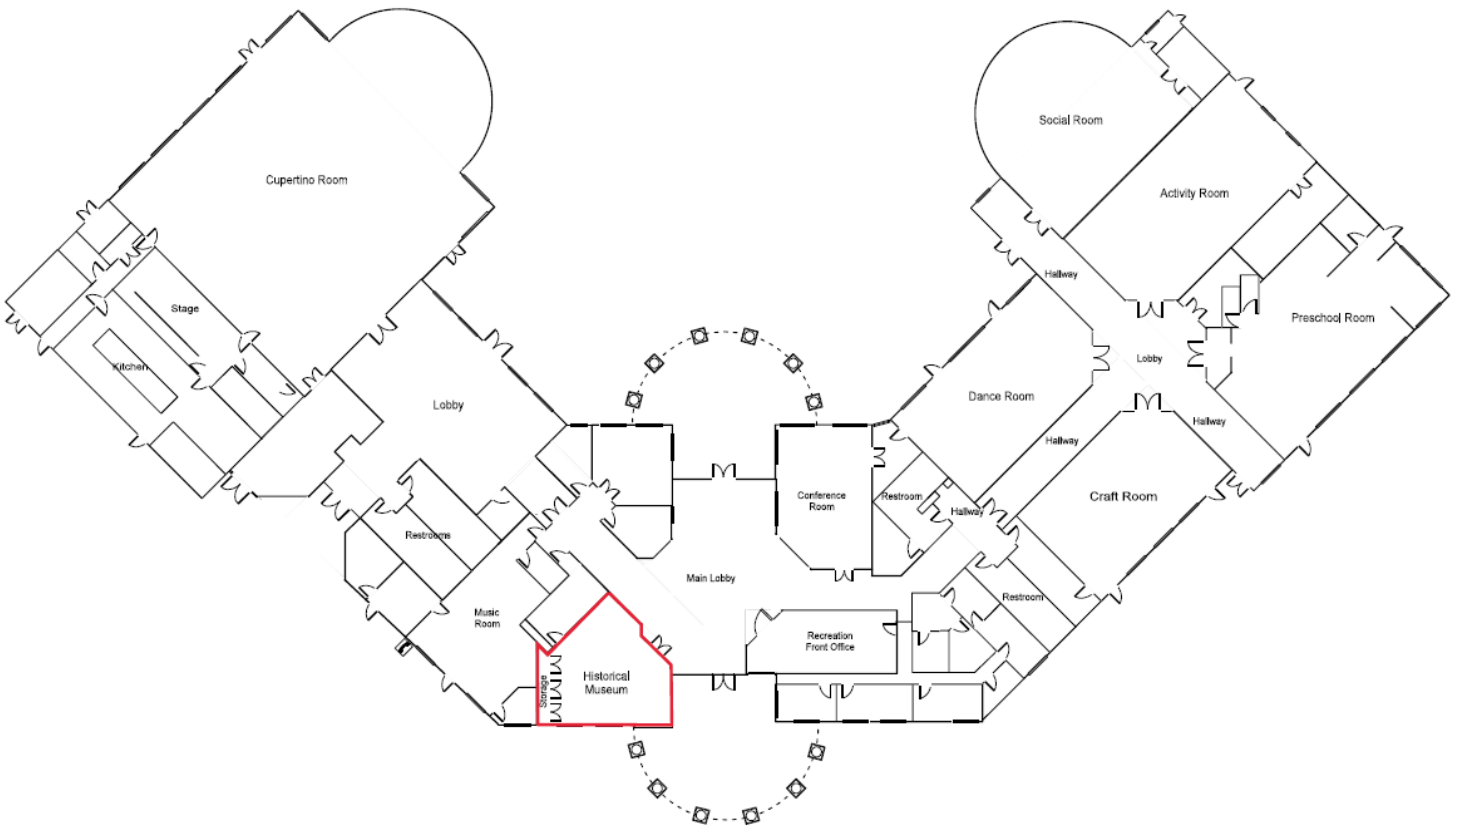 Cupertino Room
Social Room
Activity Room
Hallway
Stage
Preschool Room
Kitchen
Lobby
Lobby
Dance Room
Hallway
Hallway
Conference
Room
Restroom
Craft Room
Hallway
Restrooms
Main Lobby
Restroom
Music
Room
Recreation
Front Office
Historical
Museum
Storage